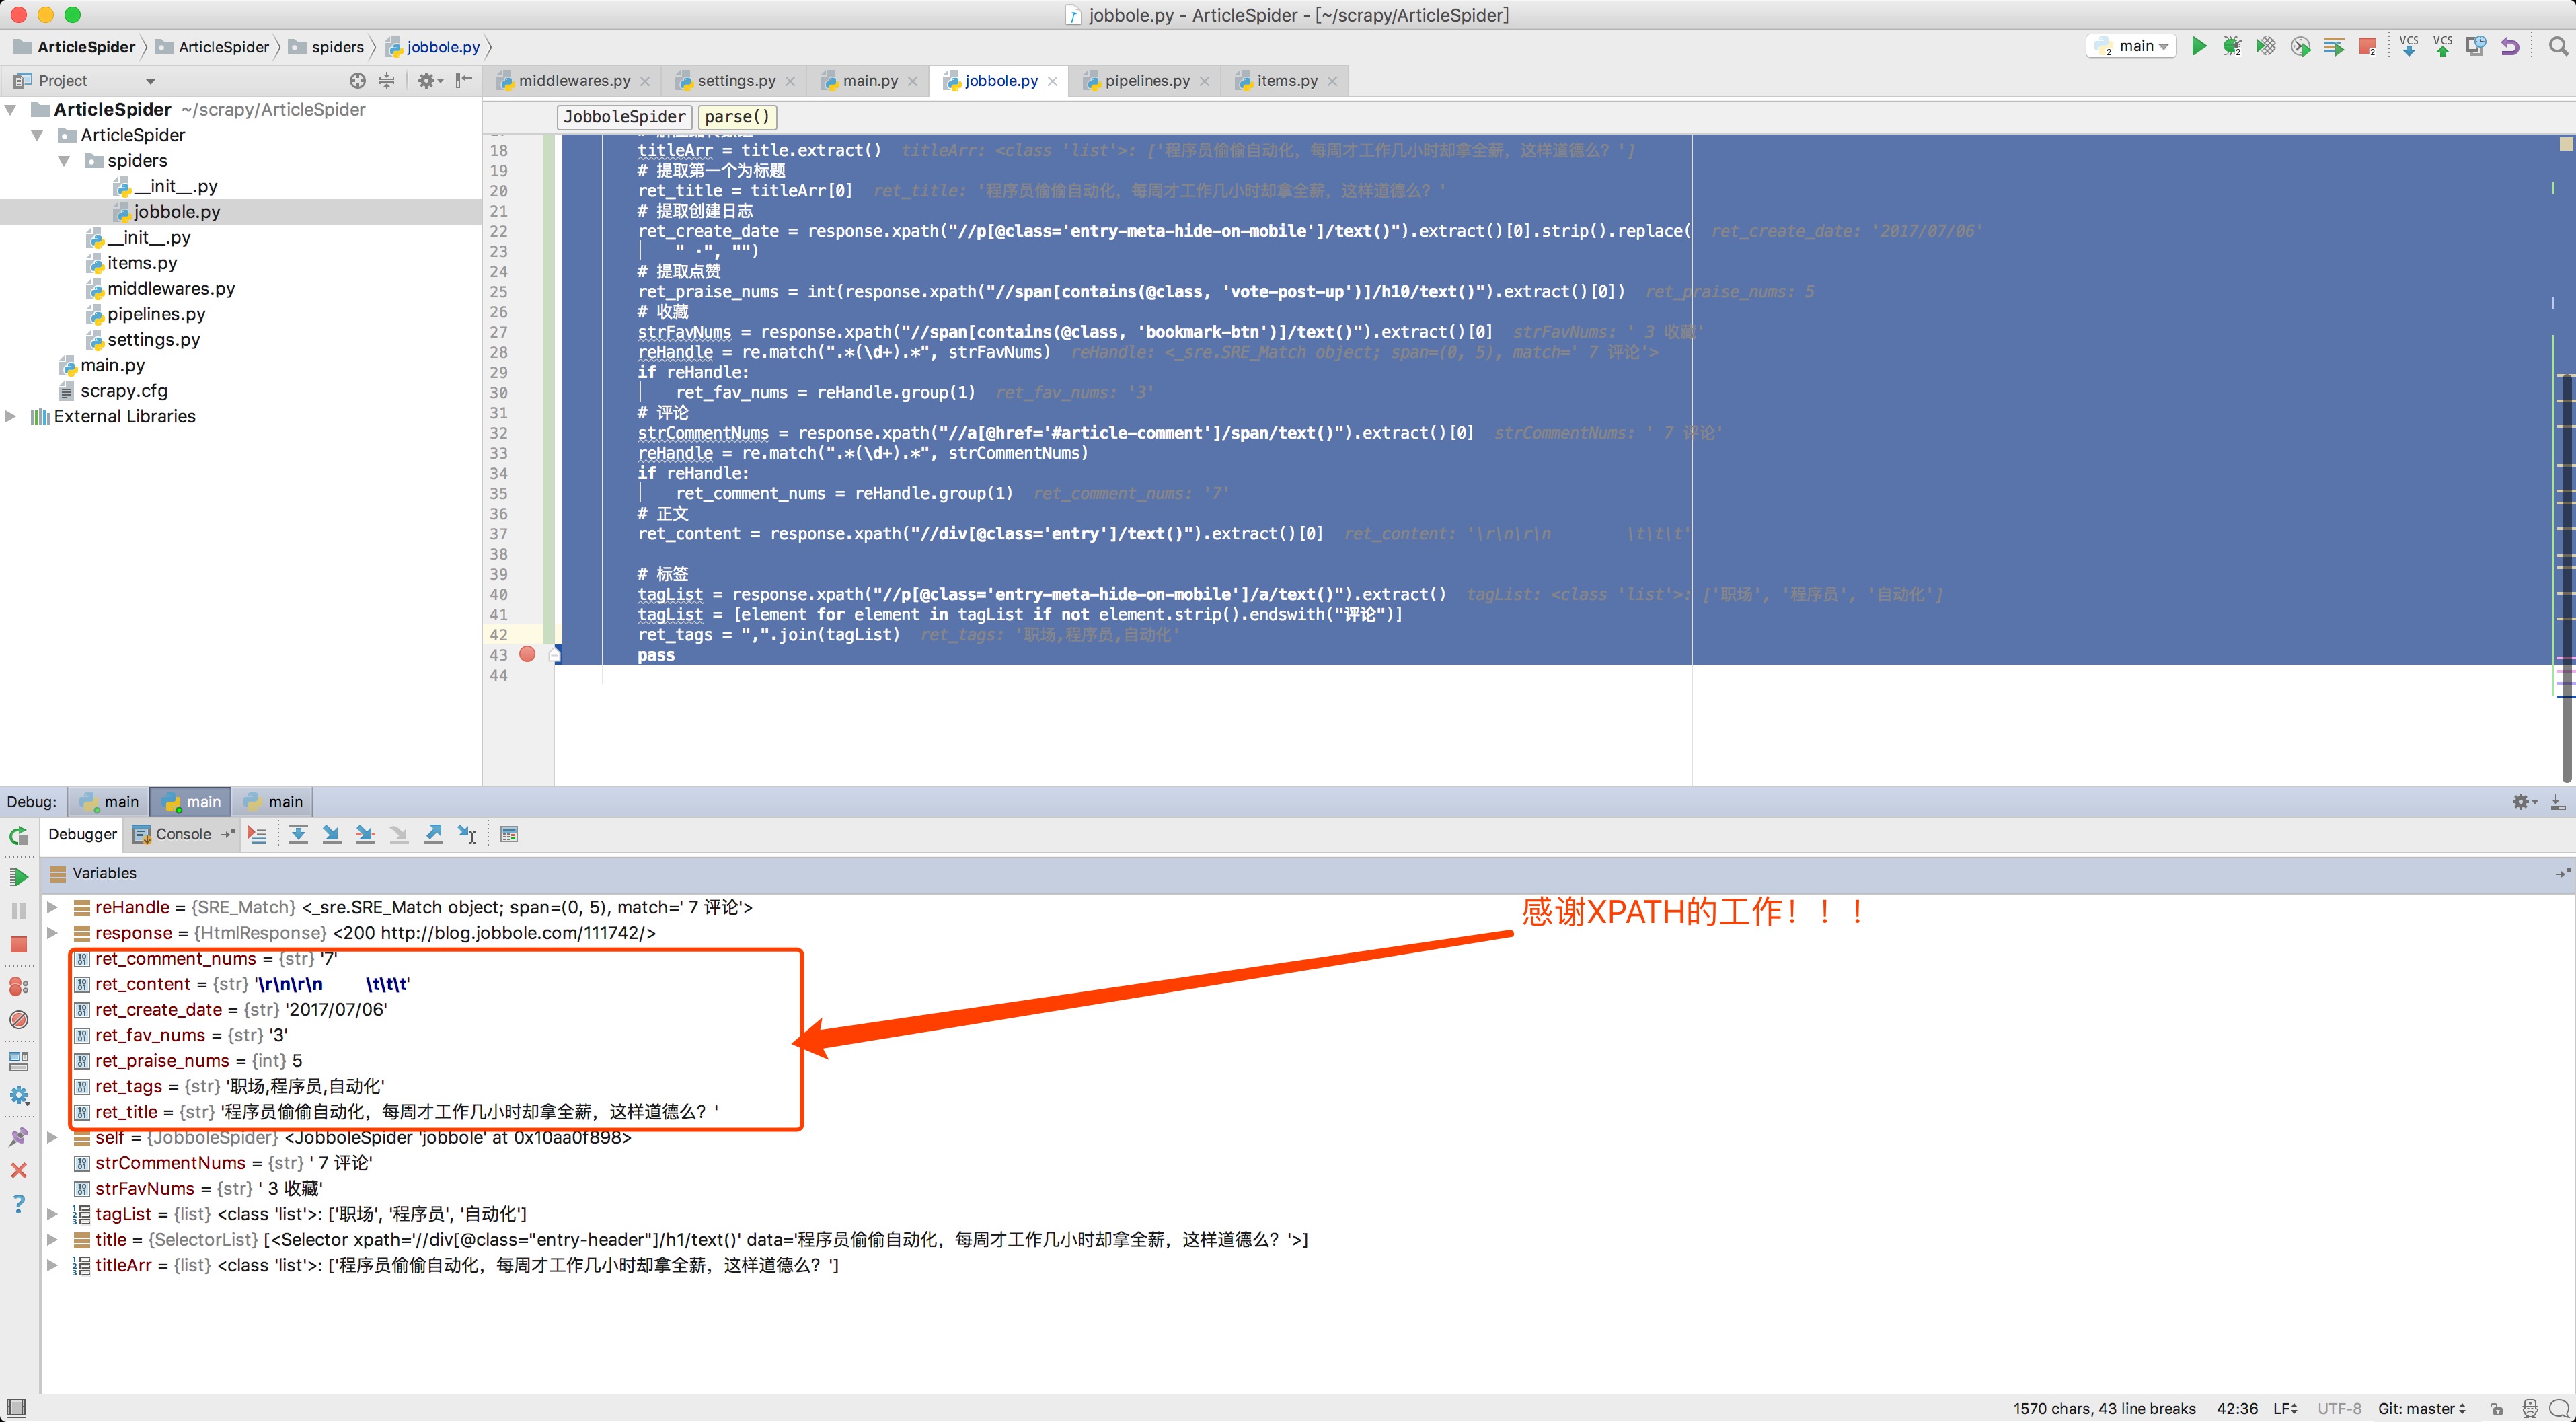 jobbole.py - ArticleSpider - [~/scrapy/ArticleSpider]
ArticleSpider ArticleSpider spiders jobbole.py
main
Project
middlewares.py settings.py main.py jobbole.py pipelines.py items.py
ArticleSpider ~/scrapy/ArticleSpider
ArticleSpider
spiders
__init__.py
jobbole.py
__init__.py
items.py
middlewares.py
pipelines.py
settings.py
main.py
scrapy.cfg
External Libraries
JobboleSpider parse()
18 titleArr = title.extract() titleArr: <class 'list'>: ['程序员偷偷自动化，每周才工作几小时却拿全薪，这样道德么？']
19 # 提取第一个为标题
20 ret_title = titleArr[0] ret_title: '程序员偷偷自动化，每周才工作几小时却拿全薪，这样道德么？'
21 # 提取创建日志
22 ret_create_date = response.xpath("//p[@class='entry-meta-hide-on-mobile']/text()").extract()[0].strip().replace( ret_create_date: '2017/07/06'
23 " ·", "")
24 # 提取点赞
25 ret_praise_nums = int(response.xpath("//span[contains(@class, 'vote-post-up')]/h10/text()").extract()[0]) ret_praise_nums: 5
26 # 收藏
27 strFavNums = response.xpath("//span[contains(@class, 'bookmark-btn')]/text()").extract()[0] strFavNums: ' 3 收藏'
28 reHandle = re.match(".*(\d+).*", strFavNums) reHandle: <_sre.SRE_Match object; span=(0, 5), match=' 7 评论'>
29 if reHandle:
30 ret_fav_nums = reHandle.group(1) ret_fav_nums: '3'
31 # 评论
32 strCommentNums = response.xpath("//a[@href='#article-comment']/span/text()").extract()[0] strCommentNums: ' 7 评论'
33 reHandle = re.match(".*(\d+).*", strCommentNums)
34 if reHandle:
35 ret_comment_nums = reHandle.group(1) ret_comment_nums: '7'
36 # 正文
37 ret_content = response.xpath("//div[@class='entry']/text()").extract()[0] ret_content: '\r\n\r\n \t\t\t'
38
39 # 标签
40 tagList = response.xpath("//p[@class='entry-meta-hide-on-mobile']/a/text()").extract() tagList: <class 'list'>: ['职场', '程序员', '自动化']
41 tagList = [element for element in tagList if not element.strip().endswith("评论")]
42 ret_tags = ",".join(tagList) ret_tags: '职场,程序员,自动化'
43 pass
44
Debug: main main main
Debugger Console
Variables
reHandle = {SRE_Match} <_sre.SRE_Match object; span=(0, 5), match=' 7 评论'>
感谢XPATH的工作！！！
response = {HtmlResponse} <200 http://blog.jobbole.com/111742/>
ret_comment_nums = {str} '7'
ret_content = {str} '\r\n\r\n \t\t\t'
ret_create_date = {str} '2017/07/06'
ret_fav_nums = {str} '3'
ret_praise_nums = {int} 5
ret_tags = {str} '职场,程序员,自动化'
ret_title = {str} '程序员偷偷自动化，每周才工作几小时却拿全薪，这样道德么？'
self = {JobboleSpider} <JobboleSpider 'jobbole' at 0x10aa0f898>
strCommentNums = {str} ' 7 评论'
strFavNums = {str} ' 3 收藏'
tagList = {list} <class 'list'>: ['职场', '程序员', '自动化']
title = {SelectorList} [<Selector xpath='//div[@class="entry-header"]/h1/text()' data='程序员偷偷自动化，每周才工作几小时却拿全薪，这样道德么？'>]
titleArr = {list} <class 'list'>: ['程序员偷偷自动化，每周才工作几小时却拿全薪，这样道德么？']
1570 chars, 43 line breaks 42:36 LF UTF-8 Git: master